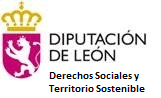 DIPUTACIÓN
DE LEÓN
Derechos Sociales y
Territorio Sostenible